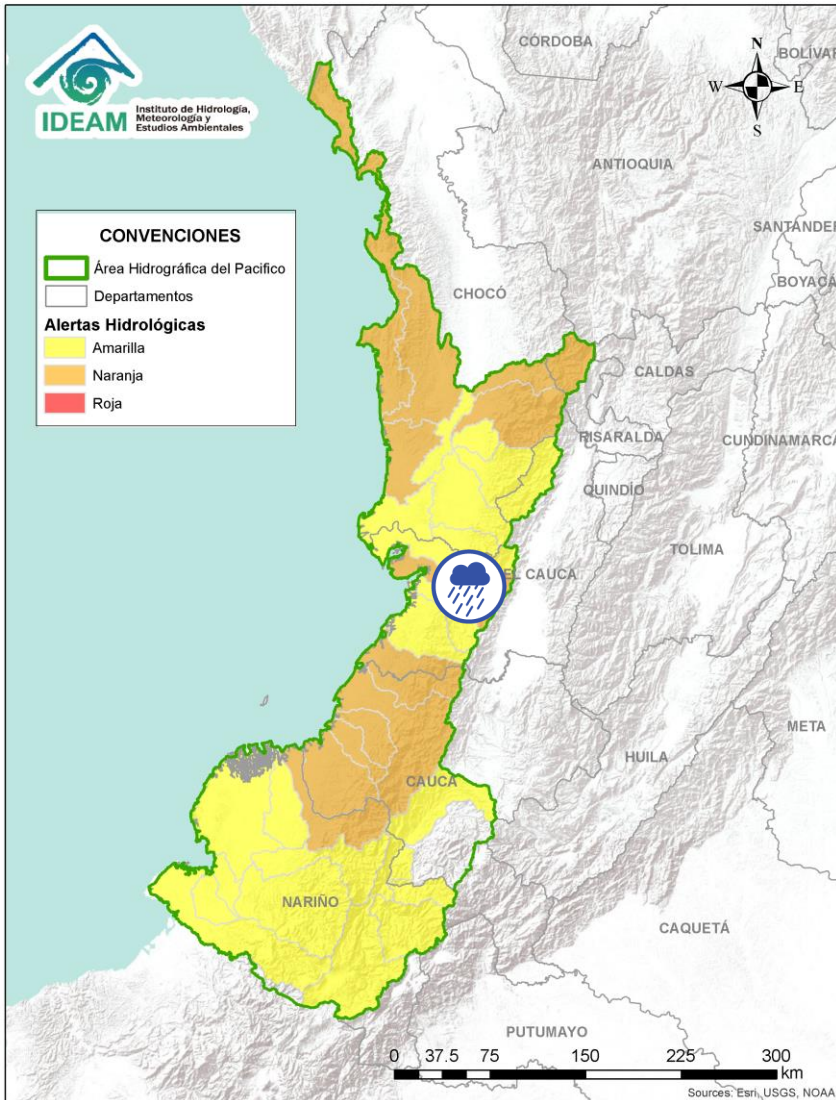 IDEAM
Instituto de Hidrología,
Meteorología y
Estudios Ambientales
CONVENCIONES
Área Hidrográfica del Pacifico
Departamentos
Alertas Hidrológicas
Amarilla
Naranja
Roja
N
W
E
S
CÓRDOBA
BOLÍVAR
ANTIOQUIA
SANTANDER
BOYACÁ
CHOCÓ
CALDAS
RISARALDA
CUNDINAMARCA
QUINDÍO
TOLIMA
EL CAUCA
META
HUILA
CAUCA
NARIÑO
CAQUETÁ
PUTUMAYO
0 37.5 75 150 225 300
km
Sources: Esri, USGS, NOAA